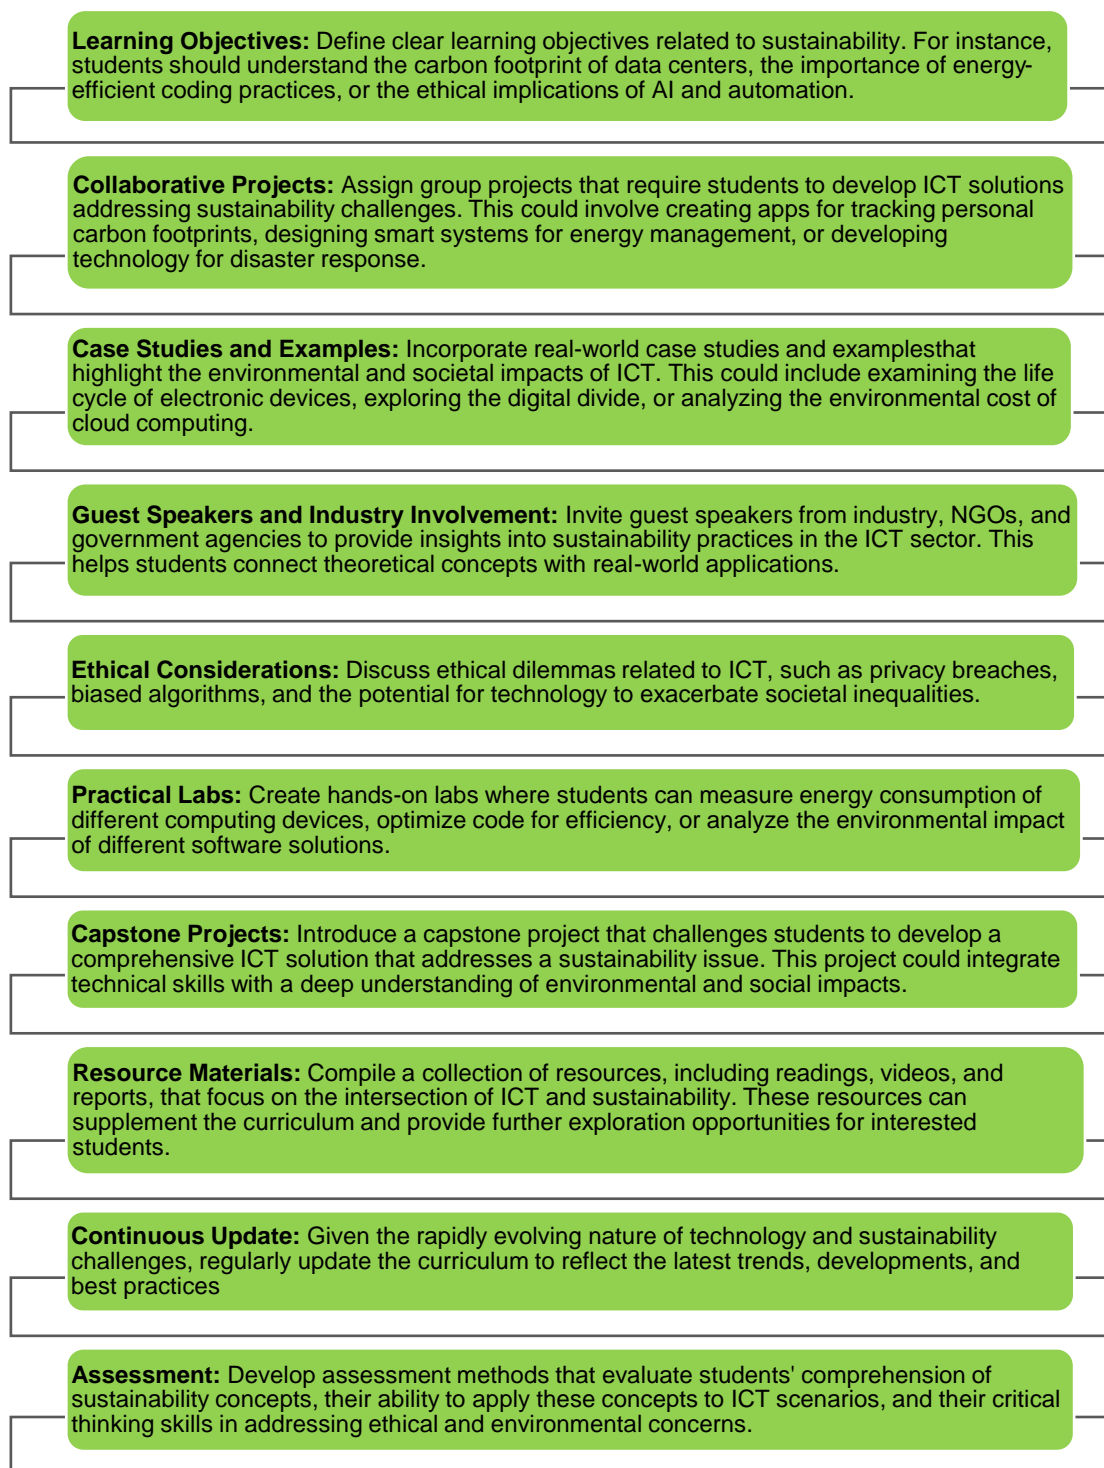 Learning Objectives: Define clear learning objectives related to sustainability. For instance,
students should understand the carbon footprint of data centers, the importance of energy-
efficient coding practices, or the ethical implications of AI and automation.
Collaborative Projects: Assign group projects that require students to develop ICT solutions
addressing sustainability challenges. This could involve creating apps for tracking personal
carbon footprints, designing smart systems for energy management, or developing
technology for disaster response.
Case Studies and Examples: Incorporate real-world case studies and examplesthat
highlight the environmental and societal impacts of ICT. This could include examining the life
cycle of electronic devices, exploring the digital divide, or analyzing the environmental cost of
cloud computing.
Guest Speakers and Industry Involvement: Invite guest speakers from industry, NGOs, and
government agencies to provide insights into sustainability practices in the ICT sector. This
helps students connect theoretical concepts with real-world applications.
Ethical Considerations: Discuss ethical dilemmas related to ICT, such as privacy breaches,
biased algorithms, and the potential for technology to exacerbate societal inequalities.
Practical Labs: Create hands-on labs where students can measure energy consumption of
different computing devices, optimize code for efficiency, or analyze the environmental impact
of different software solutions.
Capstone Projects: Introduce a capstone project that challenges students to develop a
comprehensive ICT solution that addresses a sustainability issue. This project could integrate
technical skills with a deep understanding of environmental and social impacts.
Resource Materials: Compile a collection of resources, including readings, videos, and
reports, that focus on the intersection of ICT and sustainability. These resources can
supplement the curriculum and provide further exploration opportunities for interested
students.
Continuous Update: Given the rapidly evolving nature of technology and sustainability
challenges, regularly update the curriculum to reflect the latest trends, developments, and
best practices
Assessment: Develop assessment methods that evaluate students' comprehension of
sustainability concepts, their ability to apply these concepts to ICT scenarios, and their critical
thinking skills in addressing ethical and environmental concerns.